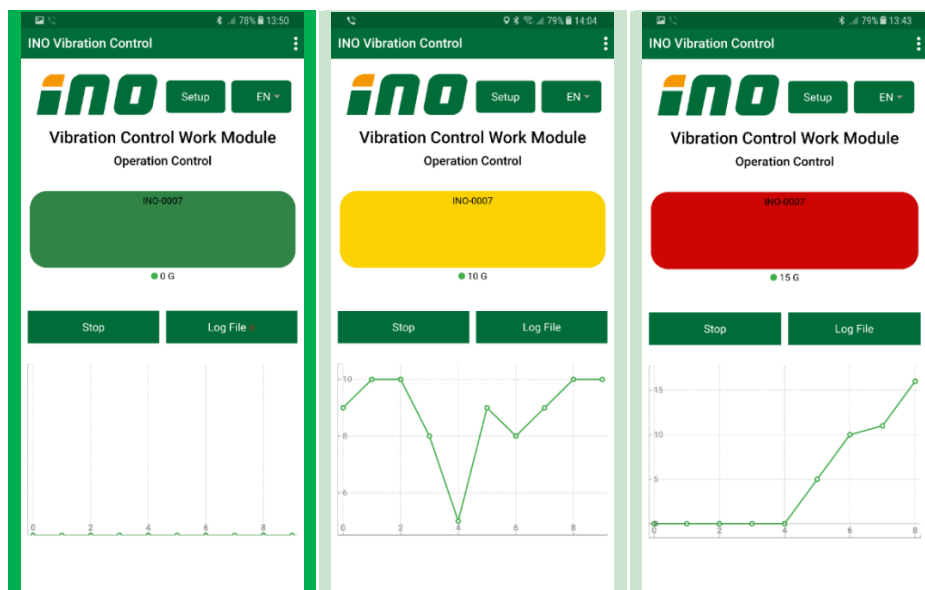 78% 13:50
INO Vibration Control
ino
Setup
EN
Vibration Control Work Module
Operation Control
INO-0007
0 G
Stop
Log File
0 2 4 6 8
79% 14:04
INO Vibration Control
ino
Setup
EN
Vibration Control Work Module
Operation Control
INO-0007
10 G
Stop
Log File
10
8
6
0 2 4 6 8
79% 13:43
INO Vibration Control
ino
Setup
EN
Vibration Control Work Module
Operation Control
INO-0007
15 G
Stop
Log File
15
10
5
0 2 4 6 8